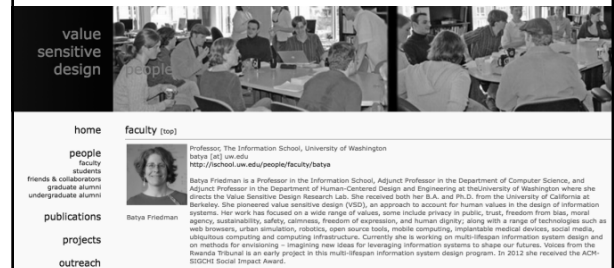 value
sensitive
design
people
home
people
faculty
students
friends & collaborators
graduate alumni
undergraduate alumni
publications
projects
outreach
faculty [top]
Professor, The Information School, University of Washington
batya [at] uw.edu
http://ischool.uw.edu/people/faculty/batya
Batya Friedman is a Professor in the Information School, Adjunct Professor in the Department of Computer Science, and
Adjunct Professor in the Department of Human-Centered Design and Engineering at theUniversity of Washington where she
directs the Value Sensitive Design Research Lab. She received both her B.A. and Ph.D. from the University of California at
Berkeley. She pioneered value sensitive design (VSD), an approach to account for human values in the design of information
systems. Her work has focused on a wide range of values, some include privacy in public, trust, freedom from bias, moral
agency, sustainability, safety, calmness, freedom of expression, and human dignity; along with a range of technologies such as
web browsers, urban simulation, robotics, open source tools, mobile computing, implantable medical devices, social media,
ubiquitous computing and computing infrastructure. Currently she is working on multi-lifespan information system design and
on methods for envisioning – imagining new ideas for leveraging information systems to shape our futures. Voices from the
Rwanda Tribunal is an early project in this multi-lifespan information system design program. In 2012 she received the ACM-
SIGCHI Social Impact Award.
Batya Friedman